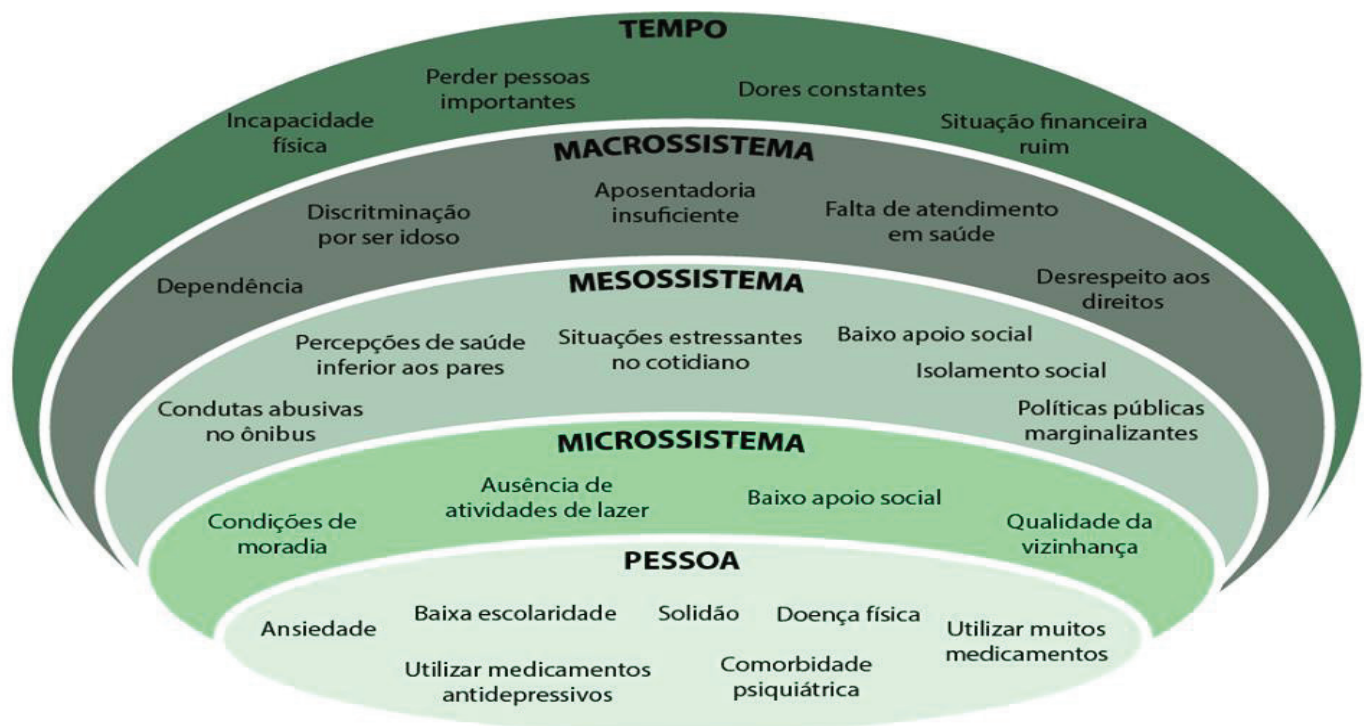 TEMPO
Perder pessoas
importantes
Dores constantes
Incapacidade
física
Situação financeira
ruim
MACROSSISTEMA
Aposentadoria
insuficiente
Discritminação
por ser idoso
Falta de atendimento
em saúde
Dependência
Desrespeito aos
direitos
MESOSSISTEMA
Percepções de saúde
inferior aos pares
Situações estressantes
no cotidiano
Baixo apoio social
Isolamento social
Condutas abusivas
no ônibus
Políticas públicas
marginalizantes
MICROSSISTEMA
Ausência de
atividades de lazer
Baixo apoio social
Condições de
moradia
Qualidade da
vizinhança
PESSOA
Ansiedade
Baixa escolaridade
Solidão
Doença física
Utilizar muitos
medicamentos
Utilizar medicamentos
antidepressivos
Comorbidade
psiquiátrica